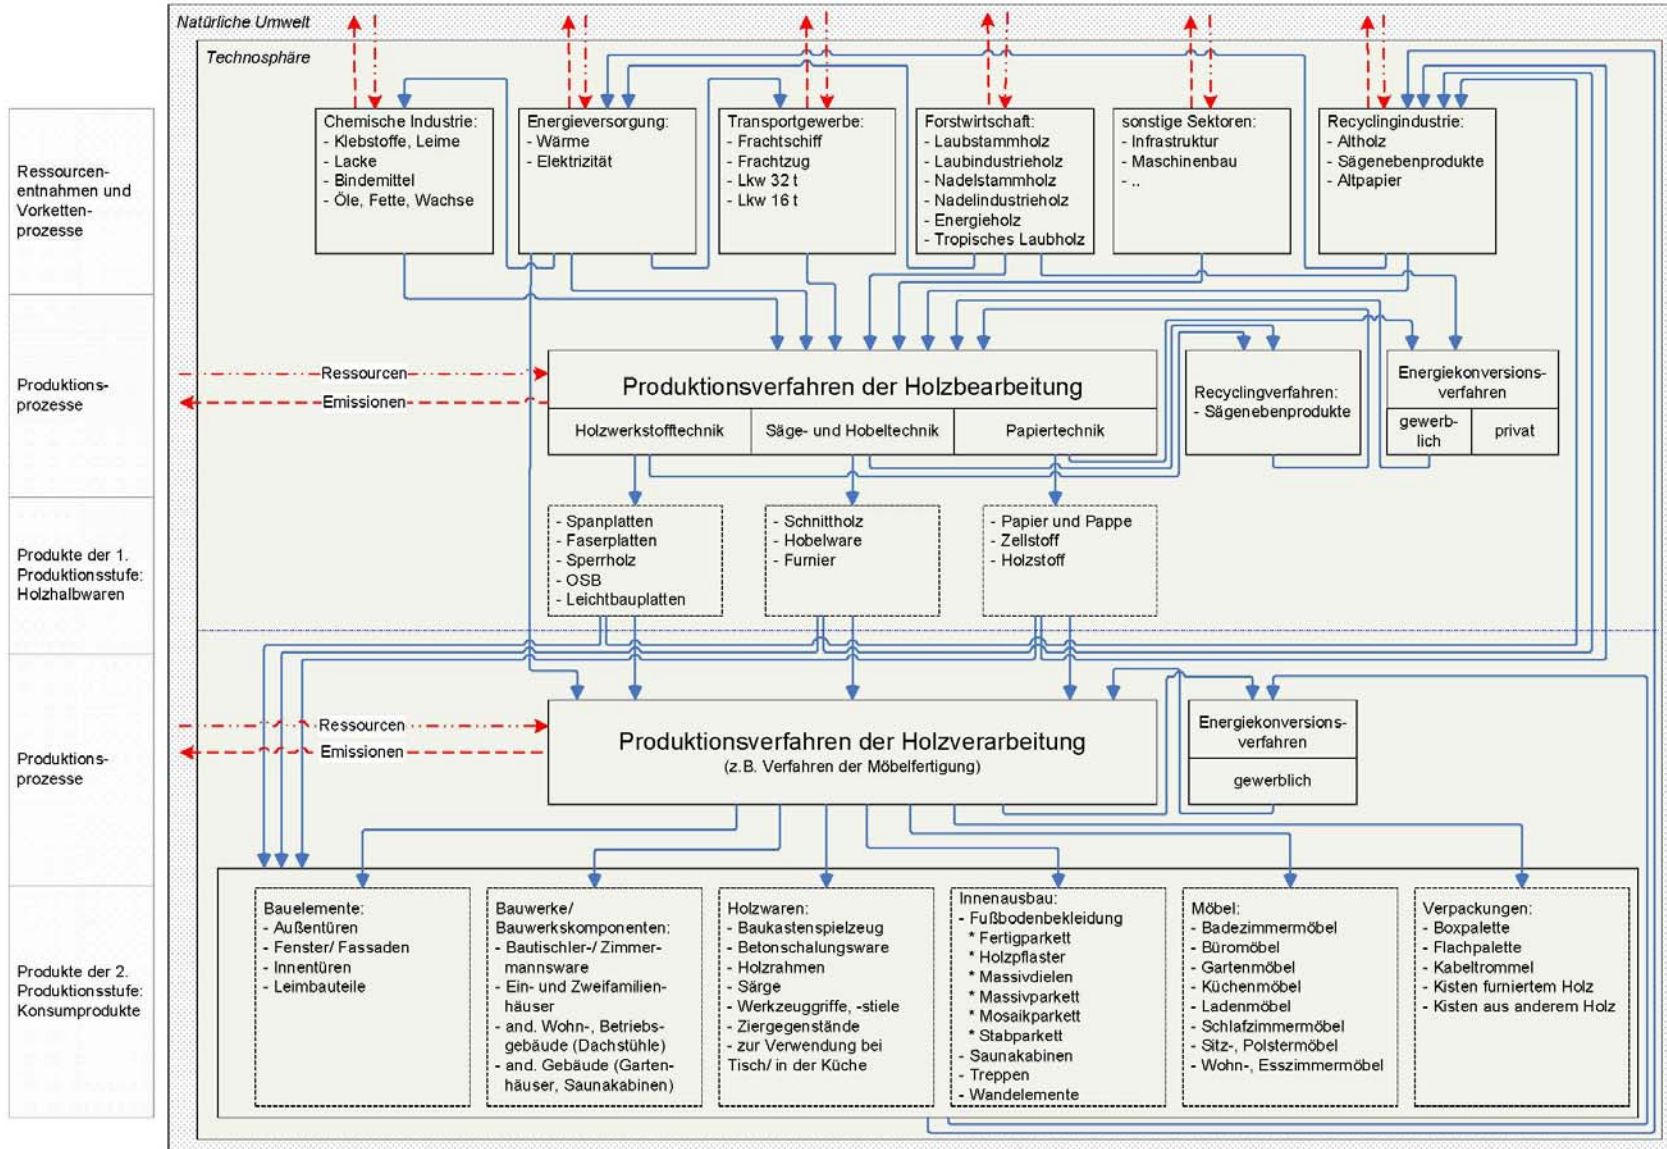 Natürliche Umwelt
Technosphäre
Ressourcen-
entnahmen und
Vorketten-
prozesse
Chemische Industrie:
- Klebstoffe, Leime
- Lacke
- Bindemittel
- Öle, Fette, Wachse
Energieversorgung:
- Wärme
- Elektrizität
Transportgewerbe:
- Frachtschiff
- Frachtzug
- Lkw 32 t
- Lkw 16 t
Forstwirtschaft:
- Laubstammholz
- Laubindustrieholz
- Nadelstammholz
- Nadelindustrieholz
- Energieholz
- Tropisches Laubholz
sonstige Sektoren:
- Infrastruktur
- Maschinenbau
- ..
Recyclingindustrie:
- Altholz
- Sägenebenprodukte
- Altpapier
Produktions-
prozesse
Ressourcen
Emissionen
Produktionsverfahren der Holzbearbeitung
Holzwerkstofftechnik
Säge- und Hobeltechnik
Papiertechnik
Recyclingverfahren:
- Sägenebenprodukte
Energiekonversions-
verfahren
gewerb-
lich
privat
Produkte der 1.
Produktionsstufe:
Holzhalbwaren
- Spanplatten
- Faserplatten
- Sperrholz
- OSB
- Leichtbauplatten
- Schnittholz
- Hobelware
- Furnier
- Papier und Pappe
- Zellstoff
- Holzstoff
Produktions-
prozesse
Ressourcen
Emissionen
Produktionsverfahren der Holzverarbeitung
(z.B. Verfahren der Möbelfertigung)
Energiekonversions-
verfahren
gewerblich
Produkte der 2.
Produktionsstufe:
Konsumprodukte
Bauelemente:
- Außentüren
- Fenster/ Fassaden
- Innentüren
- Leimbauteile
Bauwerke/
Bauwerkskomponenten:
- Bautischler-/ Zimmer-
mannsware
- Ein- und Zweifamilien-
häuser
- and. Wohn-, Betriebs-
gebäude (Dachstühle)
- and. Gebäude (Garten-
häuser, Saunakabinen)
Holzwaren:
- Baukastenspielzeug
- Betonschalungsware
- Holzrahmen
- Särge
- Werkzeuggriffe, -stiele
- Ziergegenstände
- zur Verwendung bei
Tisch/ in der Küche
Innenausbau:
- Fußbodenbekleidung
* Fertigparkett
* Holzpflaster
* Massivdielen
* Massivparkett
* Mosaikparkett
* Stabparkett
- Saunakabinen
- Treppen
- Wandelemente
Möbel:
- Badezimmermöbel
- Büromöbel
- Gartenmöbel
- Küchenmöbel
- Ladenmöbel
- Schlafzimmermöbel
- Sitz-, Polstermöbel
- Wohn-, Esszimmermöbel
Verpackungen:
- Boxpalette
- Flachpalette
- Kabeltrommel
- Kisten furniertem Holz
- Kisten aus anderem Holz